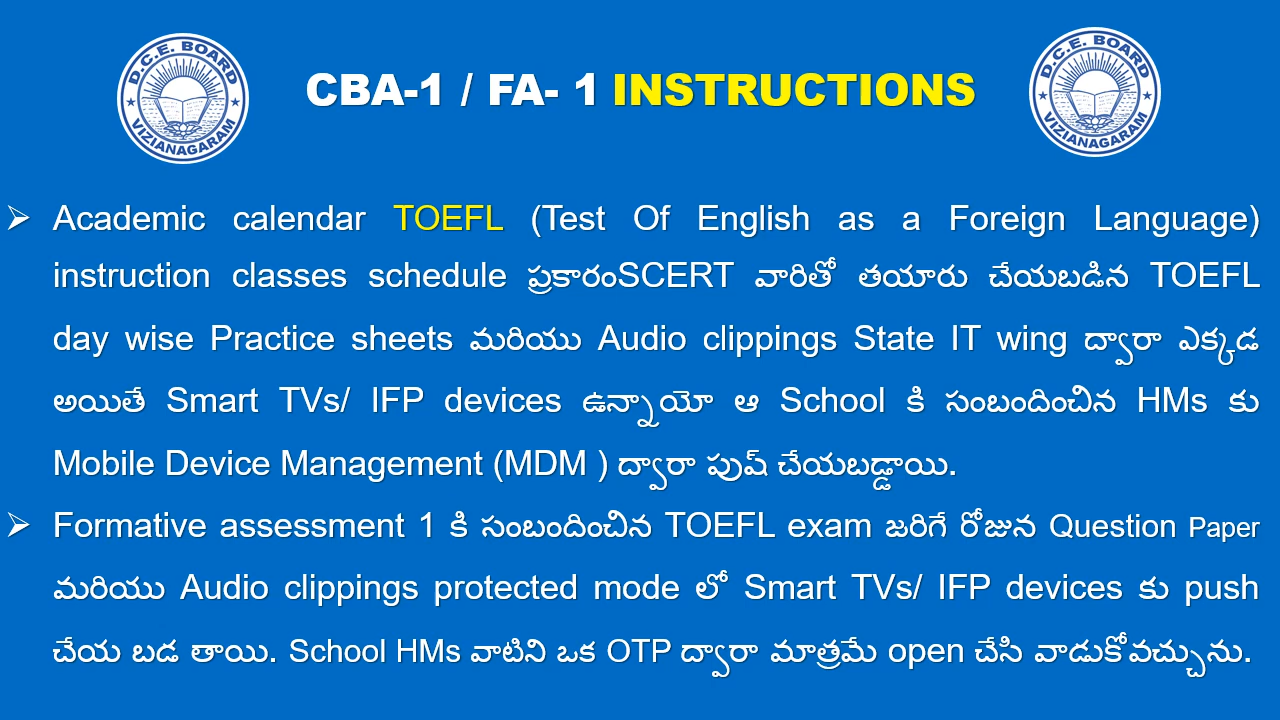 D.C.E. BOARD
VIZIANAGARAM
CBA-1 / FA- 1 INSTRUCTIONS
D.C.E. BOARD
VIZIANAGARAM
➢ Academic calendar TOEFL (Test Of English as a Foreign Language)
instruction classes schedule ప్రకారంSCERT వారితో తయారు చేయబడిన TOEFL
day wise Practice sheets మరియు Audio clippings State IT wing ద్వారా ఎక్కడ
అయితే Smart TVs/ IFP devices ఉన్నాయో ఆ School కి సంబందించిన HMs కు
Mobile Device Management (MDM ) ద్వారా పుష్ చేయబడ్డాయి.
➢ Formative assessment 1 కి సంబందించిన TOEFL exam జరిగే రోజున Question Paper
మరియు Audio clippings protected mode లో Smart TVs/ IFP devices కు push
చేయ బడ తాయి. School HMs వాటిని ఒక OTP ద్వారా మాత్రమే open చేసి వాడుకోవచ్చును.